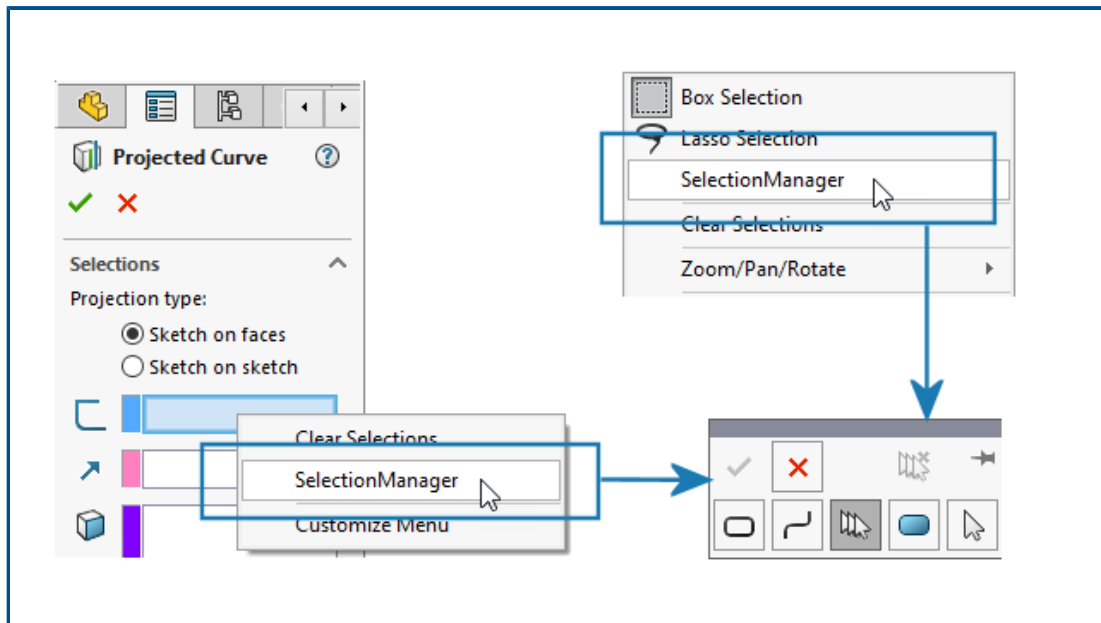 Projected Curve
Selections
Projection type:
Sketch on faces
Sketch on sketch
Clear Selections
SelectionManager
Customize Menu
Box Selection
Lasso Selection
SelectionManager
Clear Selections
Zoom/Pan/Rotate